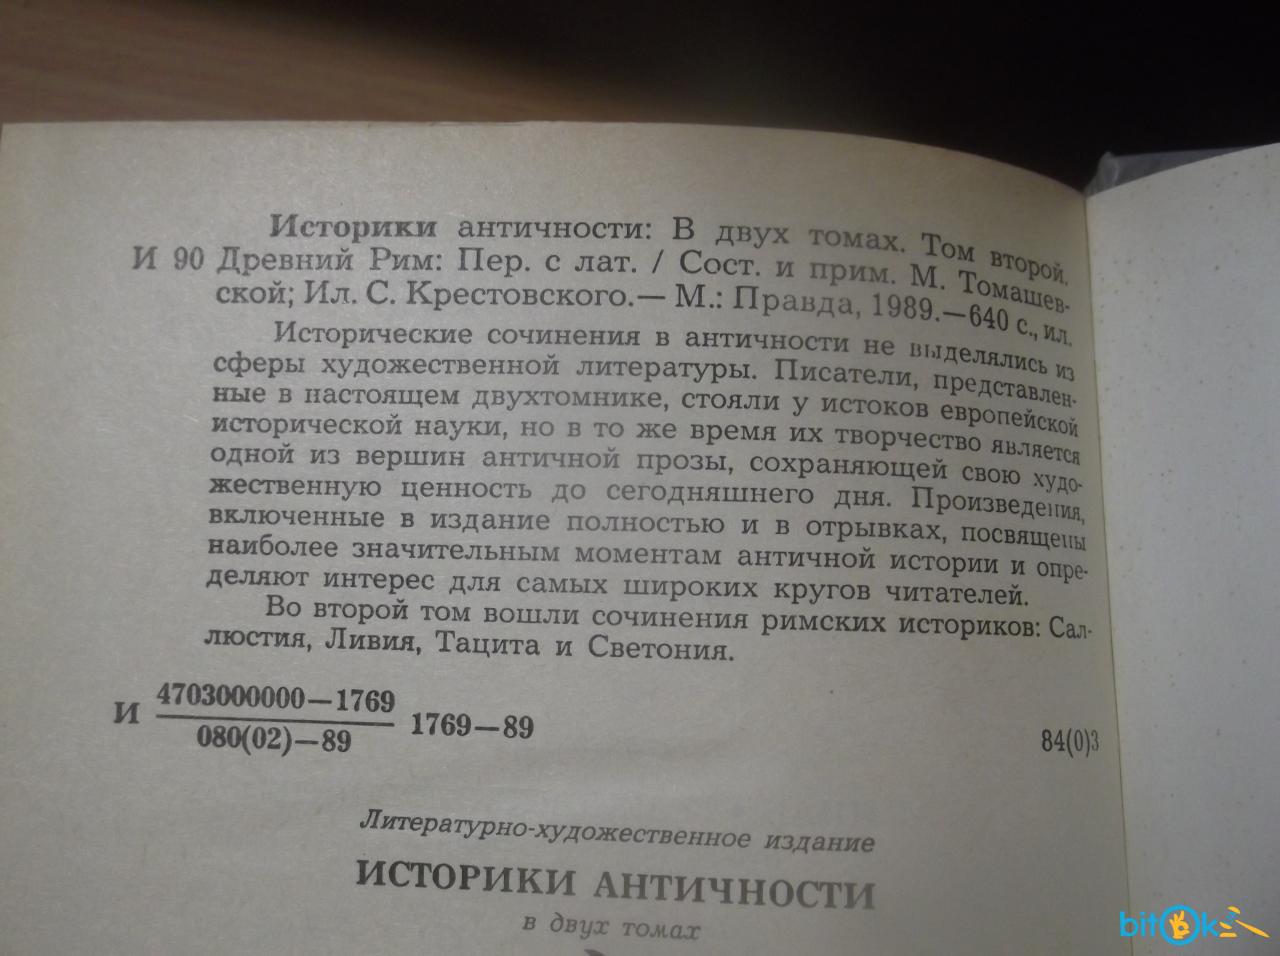 Историки античности: В двух томах. Том второй.
И 90 Древний Рим: Пер. с лат. / Сост. и прим. М. Томашев-
ской; Ил. С. Крестовского.— М.: Правда, 1989.—640 с., ил.
Исторические сочинения в античности не выделялись из
сферы художественной литературы. Писатели, представлен-
ные в настоящем двухтомнике, стояли у истоков европейской
исторической науки, но в то же время их творчество является
одной из вершин античной прозы, сохраняющей свою худо-
жественную ценность до сегодняшнего дня. Произведения,
включенные в издание полностью и в отрывках, посвящены
наиболее значительным моментам античной истории и опре-
деляют интерес для самых широких кругов читателей.
Во второй том вошли сочинения римских историков: Сал-
люстия, Ливия, Тацита и Светония.
4703000000—1769
И 1769—89
080(02)—89
84(0)3
Литературно-художественное издание
ИСТОРИКИ АНТИЧНОСТИ
в двух томах
bitok